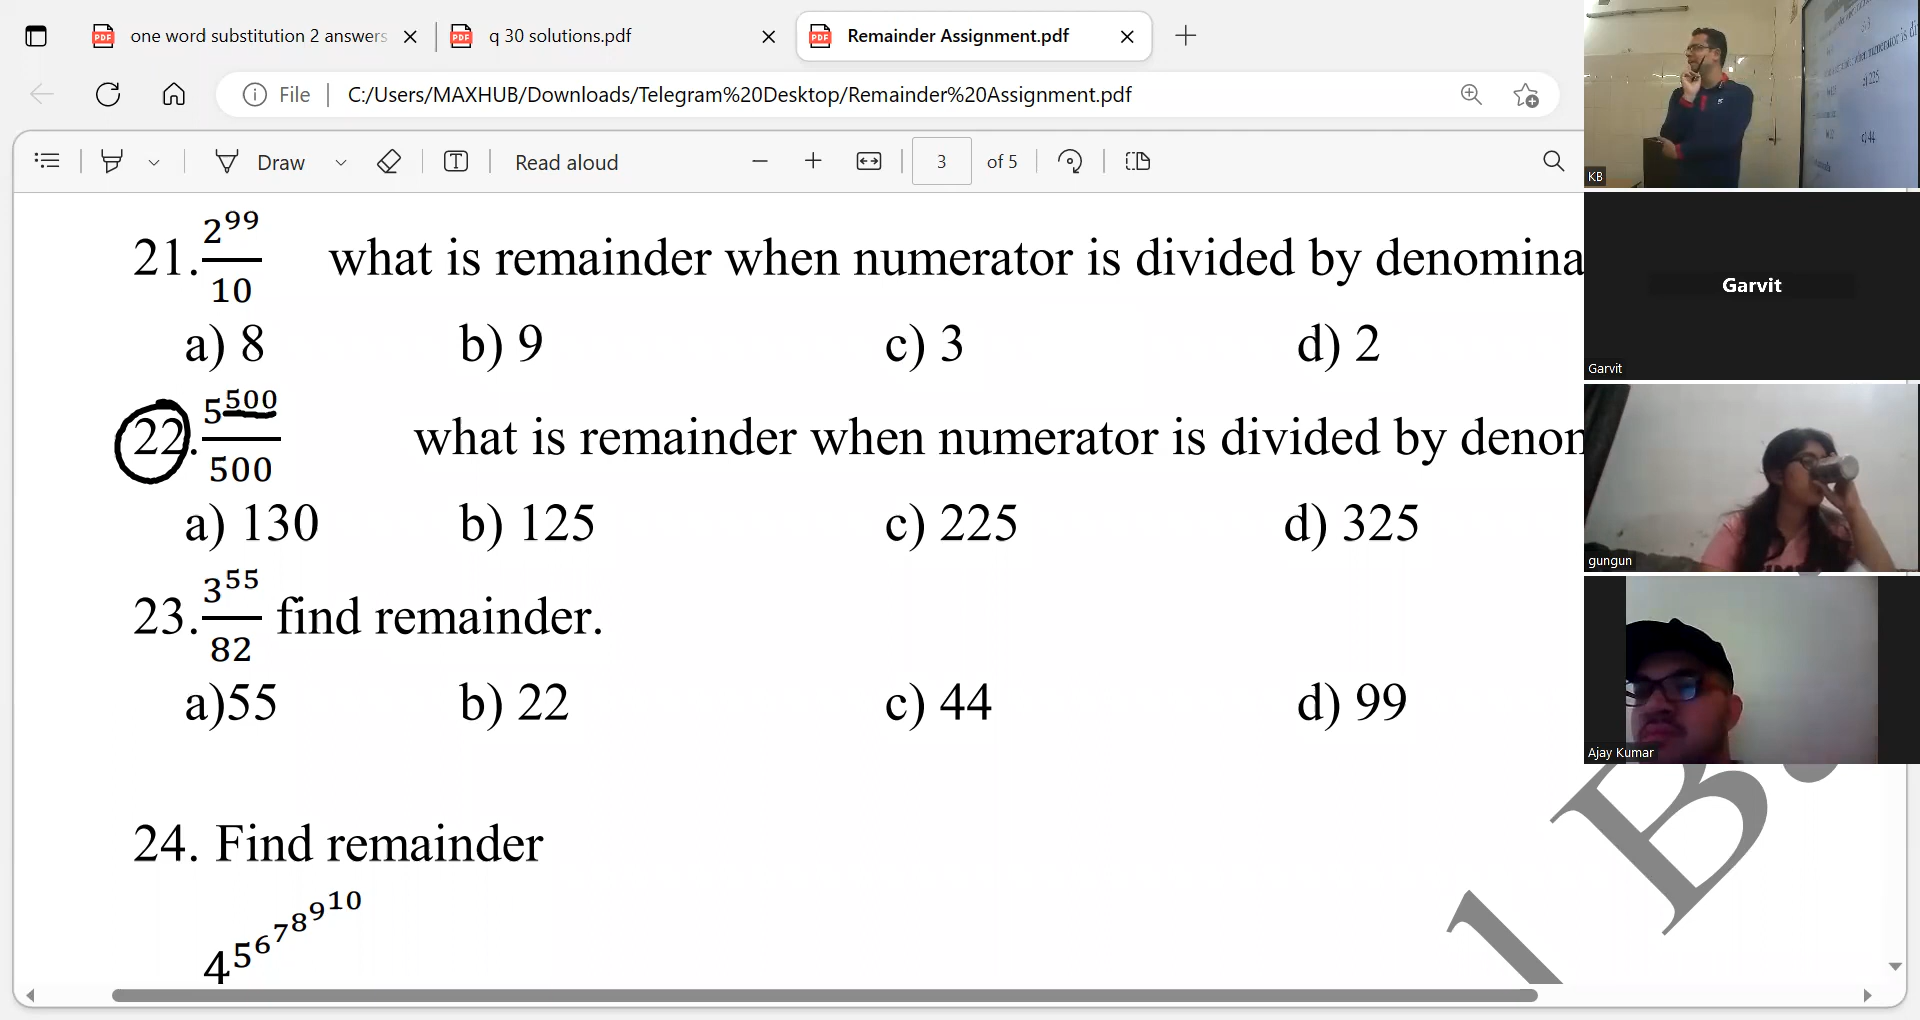 one word substitution 2 answers
q 30 solutions.pdf
Remainder Assignment.pdf
File
C:/Users/MAXHUB/Downloads/Telegram%20Desktop/Remainder%20Assignment.pdf
Draw
Read aloud
3 of 5
21. 2^99/10 what is remainder when numerator is divided by denomina
a) 8 b) 9 c) 3 d) 2
22. 5^500/500 what is remainder when numerator is divided by denom
a) 130 b) 125 c) 225 d) 325
23. 3^55/82 find remainder.
a)55 b) 22 c) 44 d) 99
24. Find remainder
4^5^6^7^8^9^10
KB
Garvit
Garvit
gungun
Ajay Kumar